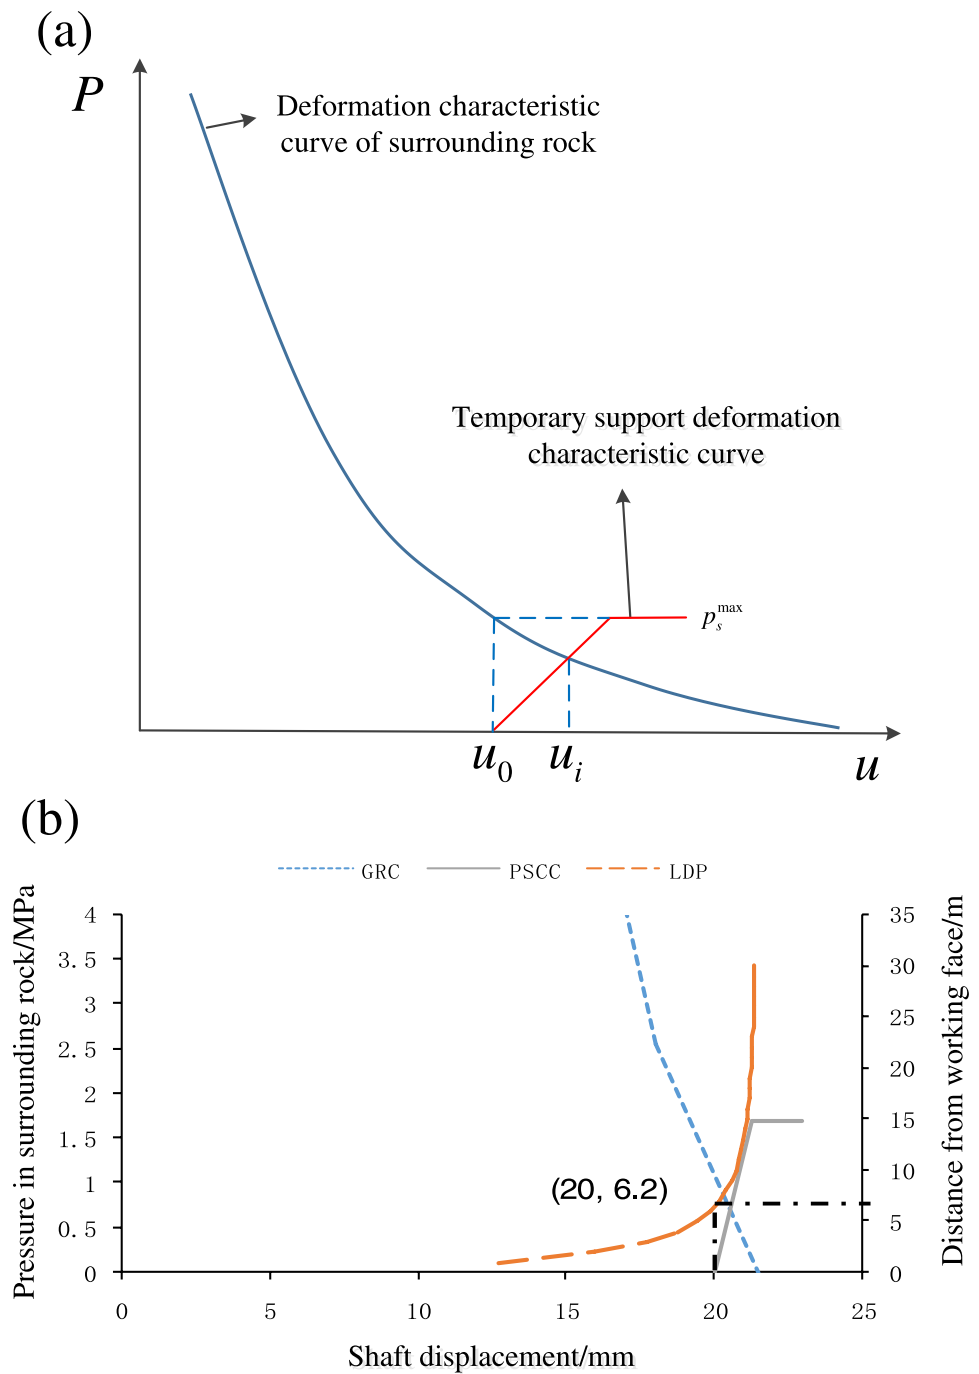 (a)
P
Deformation characteristic
curve of surrounding rock
Temporary support deformation
characteristic curve
p_s^max
u_0
u_i
u
(b)
GRC
PSCC
LDP
Pressure in surrounding rock/MPa
4
3.5
3
2.5
2
1.5
1
0.5
0
(20, 6.2)
35
30
25
20
15
10
5
0
Distance from working face/m
0
5
10
15
20
25
Shaft displacement/mm